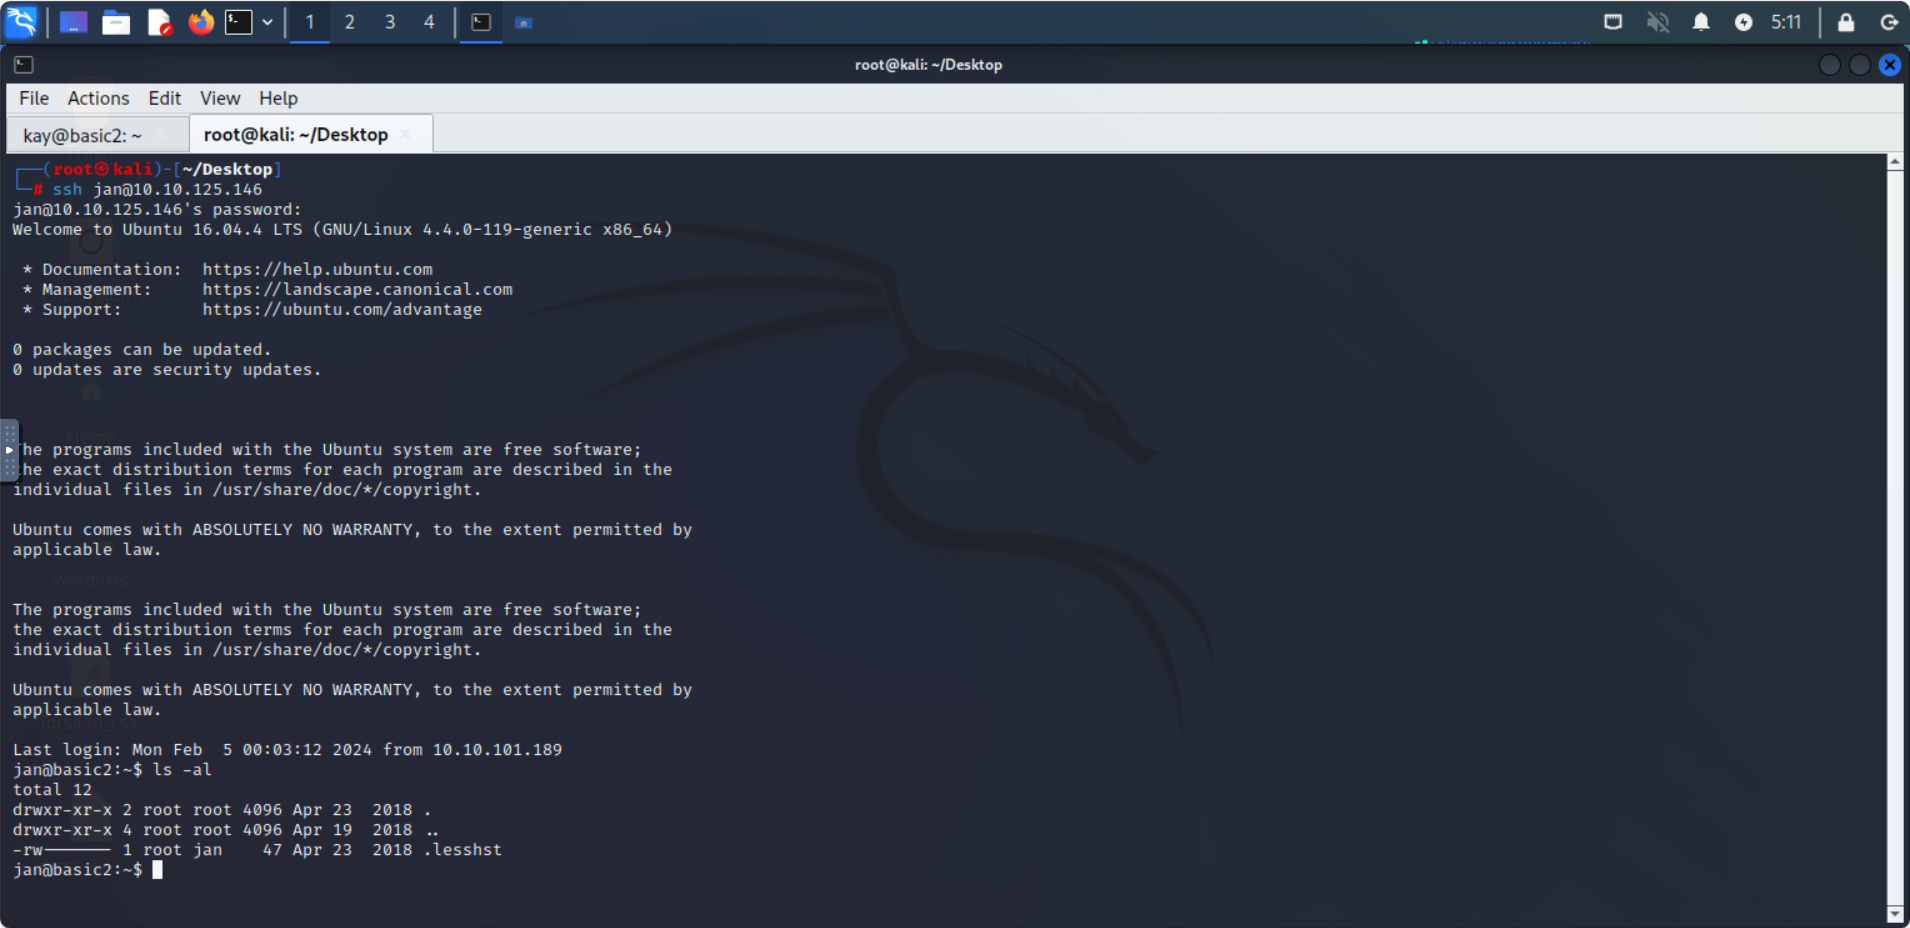 1 2 3 4 5:11
root@kali: ~/Desktop
File Actions Edit View Help
kay@basic2: ~ root@kali: ~/Desktop
(root㉿kali)-[~/Desktop]
# ssh jan@10.10.125.146
jan@10.10.125.146's password:
Welcome to Ubuntu 16.04.4 LTS (GNU/Linux 4.4.0-119-generic x86_64)
* Documentation: https://help.ubuntu.com
* Management: https://landscape.canonical.com
* Support: https://ubuntu.com/advantage
0 packages can be updated.
0 updates are security updates.
Home
The programs included with the Ubuntu system are free software;
the exact distribution terms for each program are described in the
individual files in /usr/share/doc/*/copyright.
Ubuntu comes with ABSOLUTELY NO WARRANTY, to the extent permitted by
applicable law.
wordlists
The programs included with the Ubuntu system are free software;
the exact distribution terms for each program are described in the
individual files in /usr/share/doc/*/copyright.
Ubuntu comes with ABSOLUTELY NO WARRANTY, to the extent permitted by
applicable law.
Last login: Mon Feb  5 00:03:12 2024 from 10.10.101.189
jan@basic2:~$ ls -al
total 12
drwxr-xr-x 2 root root 4096 Apr 23  2018 .
drwxr-xr-x 4 root root 4096 Apr 19  2018 ..
-rw------- 1 root jan    47 Apr 23  2018 .lesshst
jan@basic2:~$